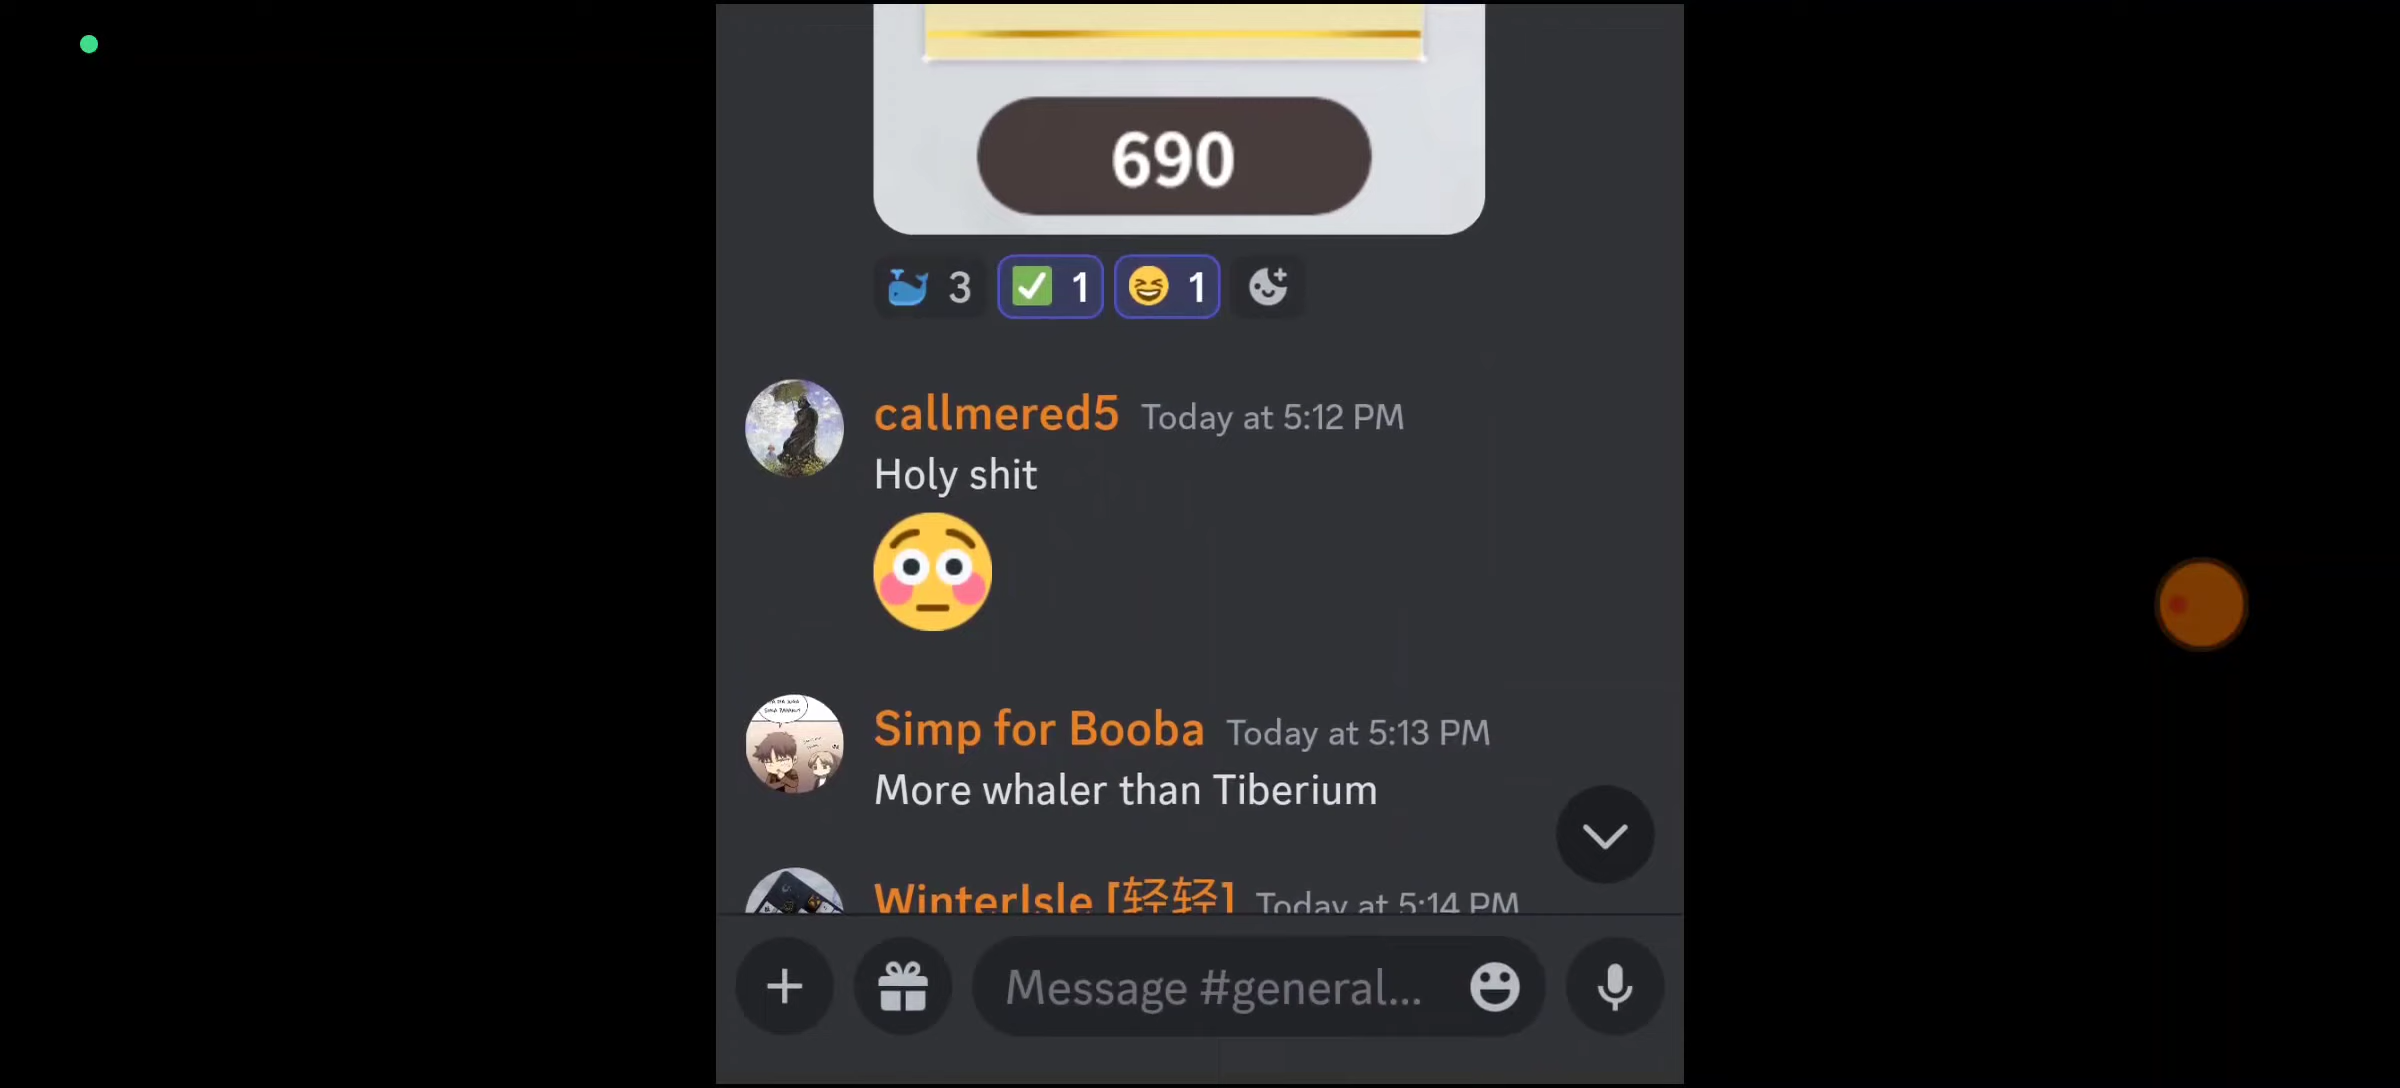 690
3 1 1
callmered5 Today at 5:12 PM
Holy shit
Simp for Booba Today at 5:13 PM
More whaler than Tiberium
WinterIsle [轻轻] Today at 5:14 PM
Message #general...